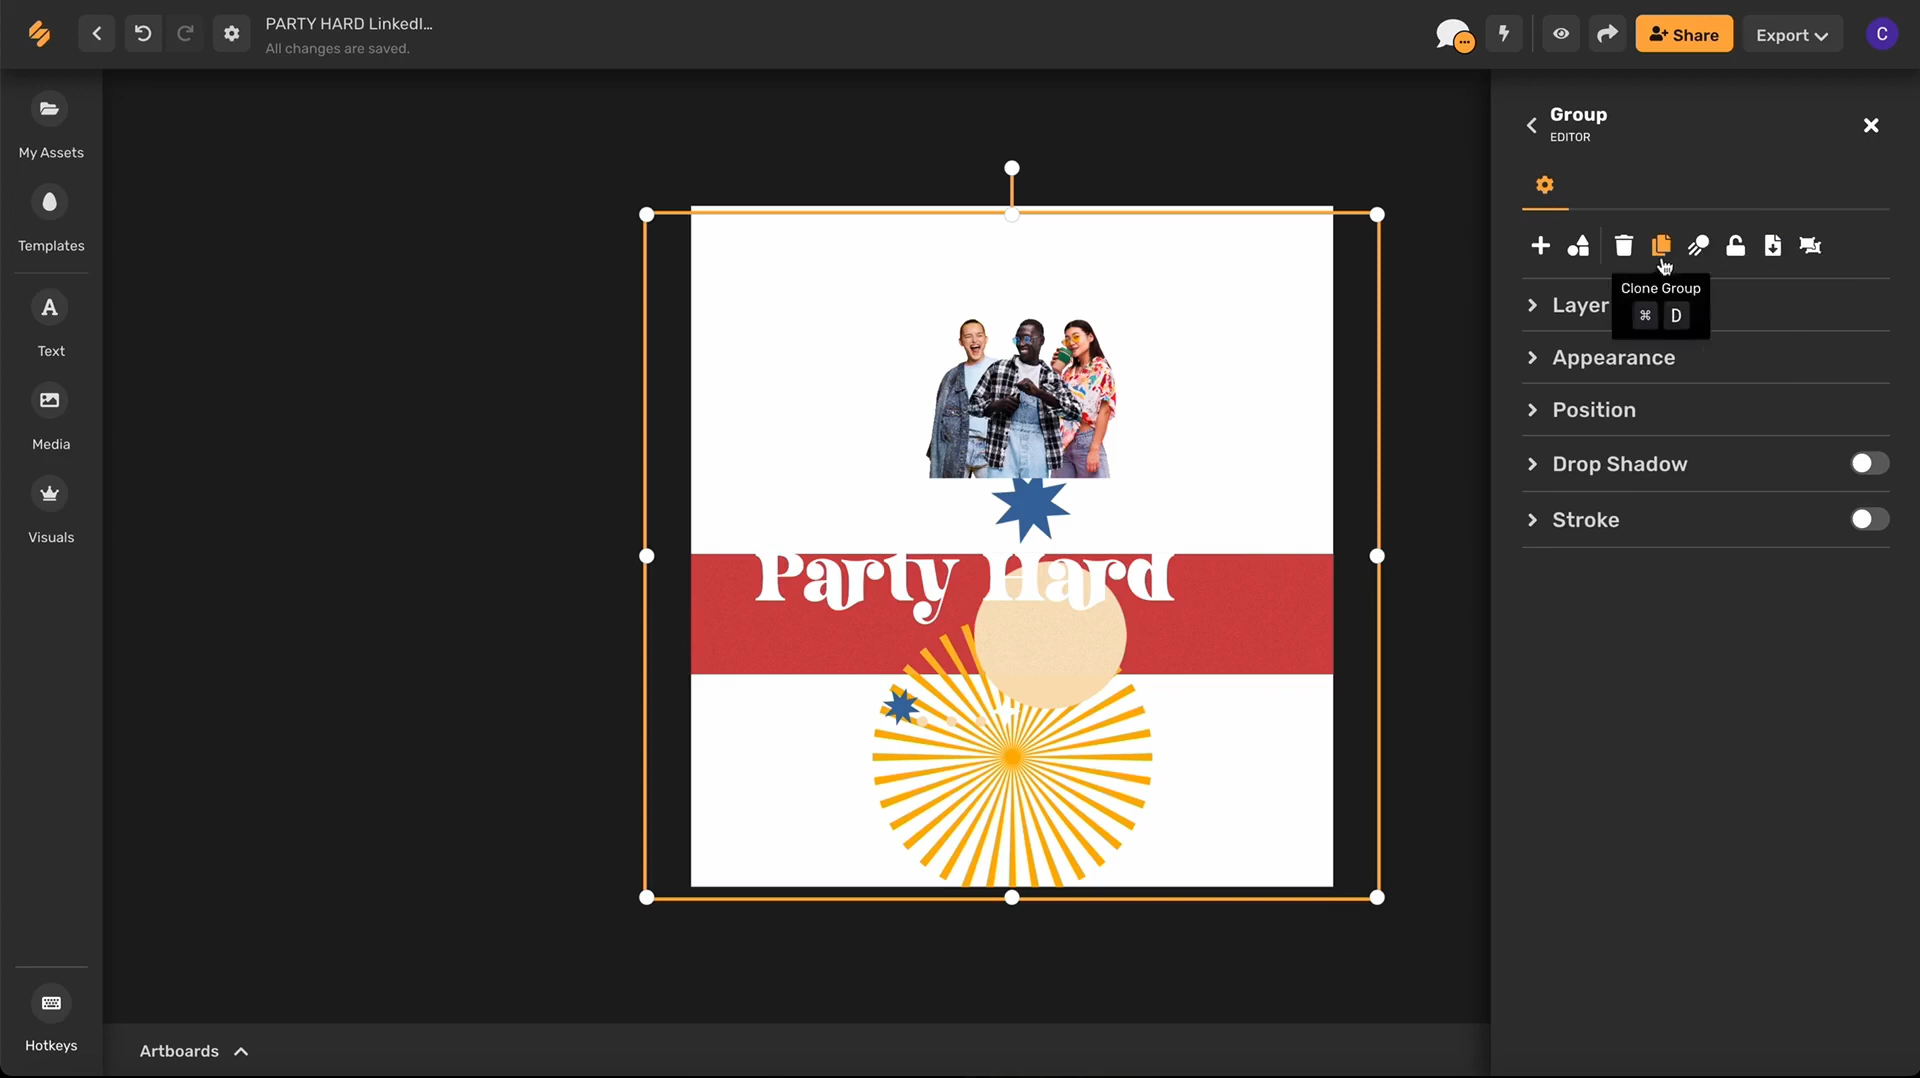 PARTY HARD LinkedI...
All changes are saved.
Share
Export
C
My Assets
Templates
Text
Media
Visuals
Hotkeys
Artboards
Party Hard
Group
EDITOR
Clone Group
⌘ D
Layer
Appearance
Position
Drop Shadow
Stroke